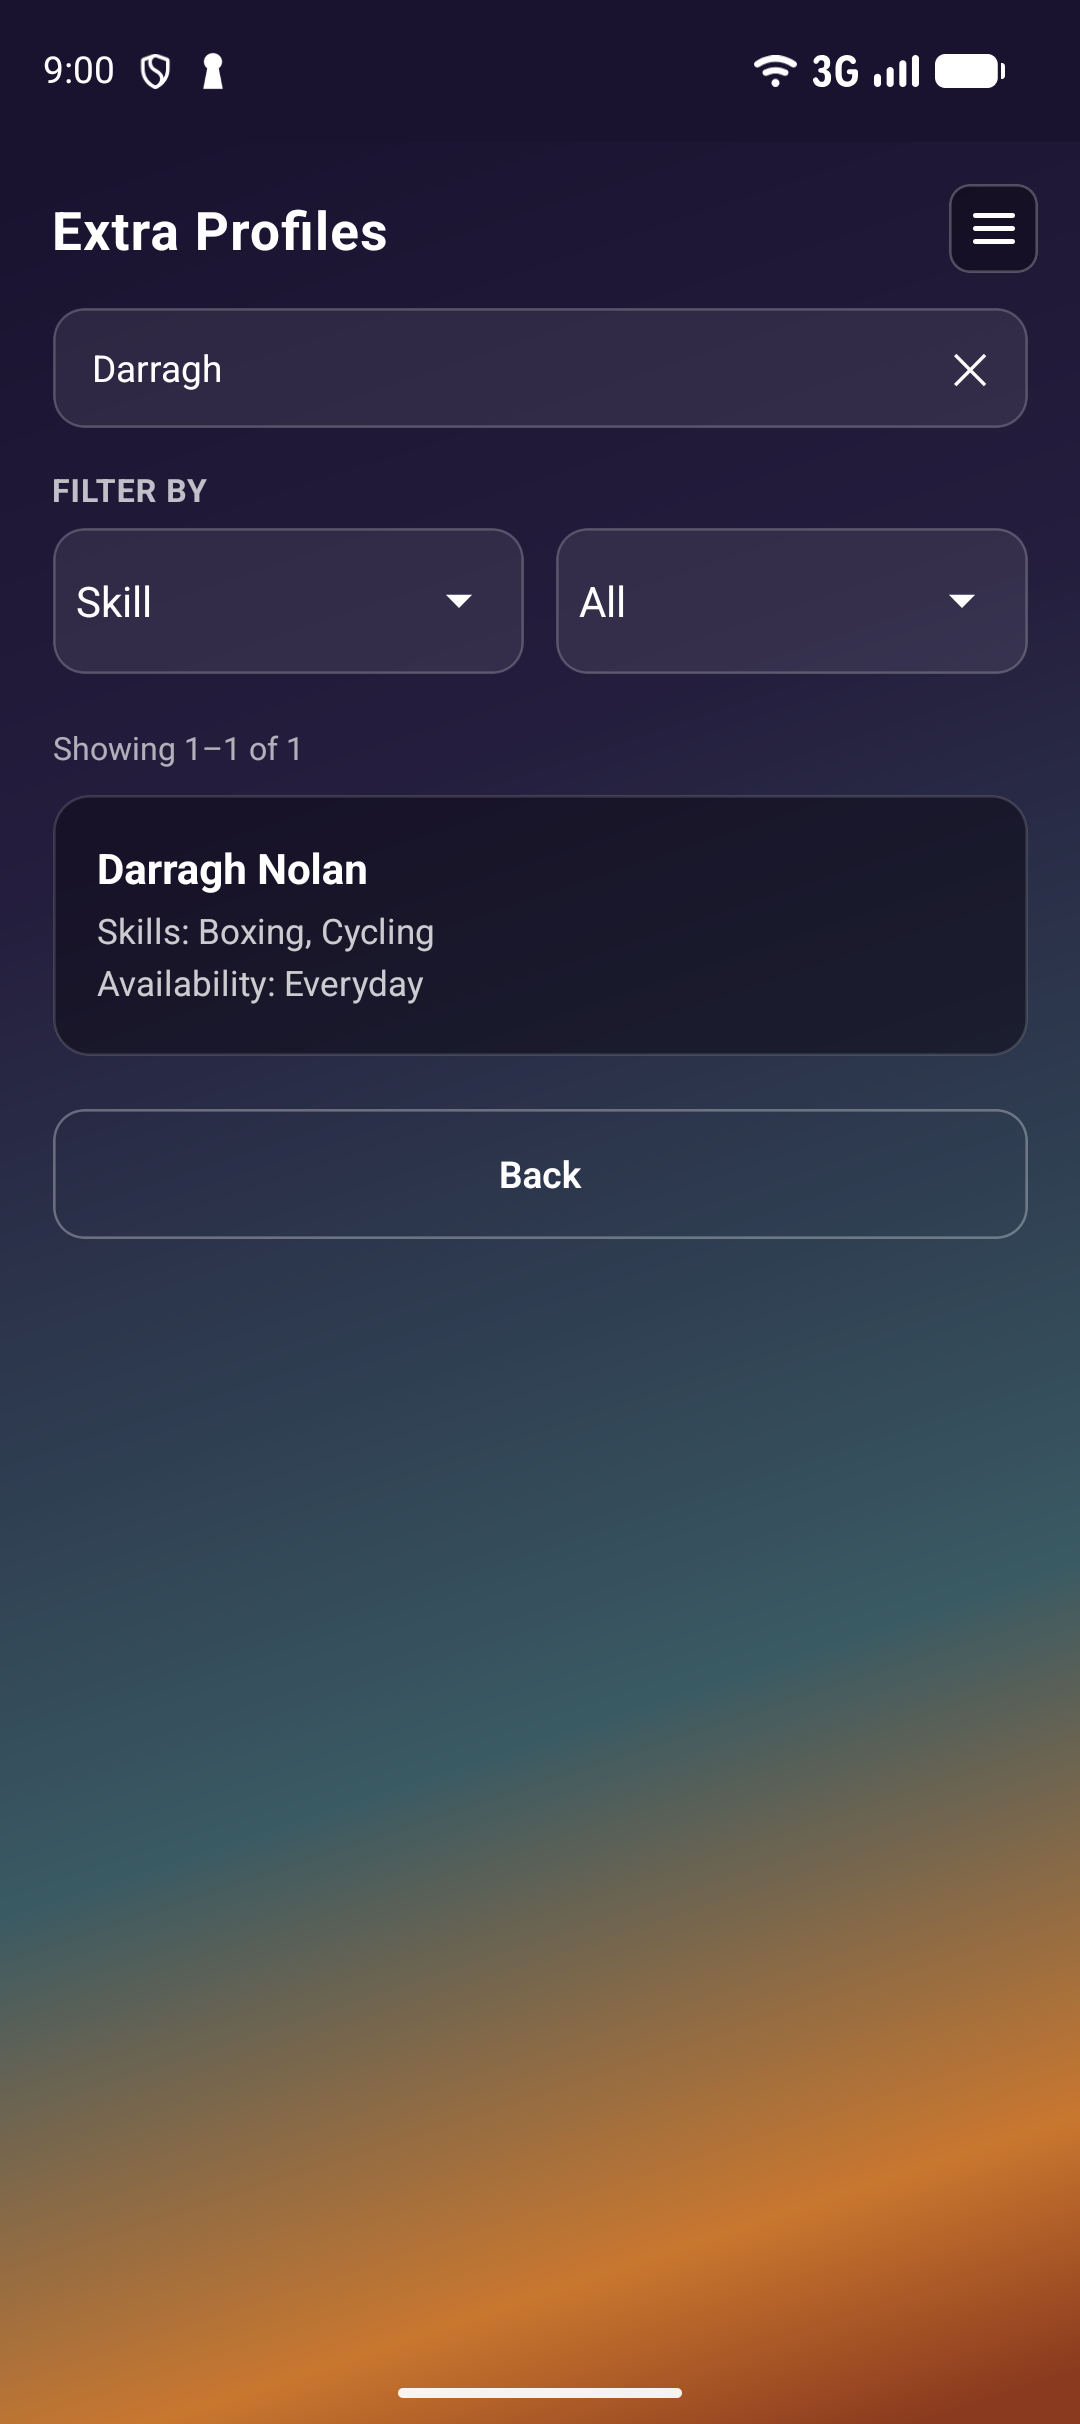 9:00
3G
Extra Profiles
Darragh
FILTER BY
Skill
All
Showing 1–1 of 1
Darragh Nolan
Skills: Boxing, Cycling
Availability: Everyday
Back